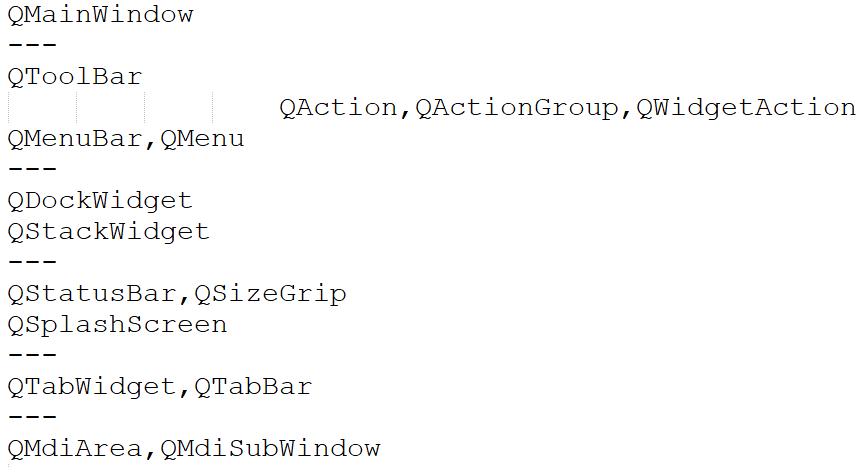 QMainWindow
---
QToolBar
QAction,QActionGroup,QWidgetAction
QMenuBar,QMenu
---
QDockWidget
QStackWidget
---
QStatusBar,QSizeGrip
QSplashScreen
---
QTabWidget,QTabBar
---
QMdiArea,QMdiSubWindow